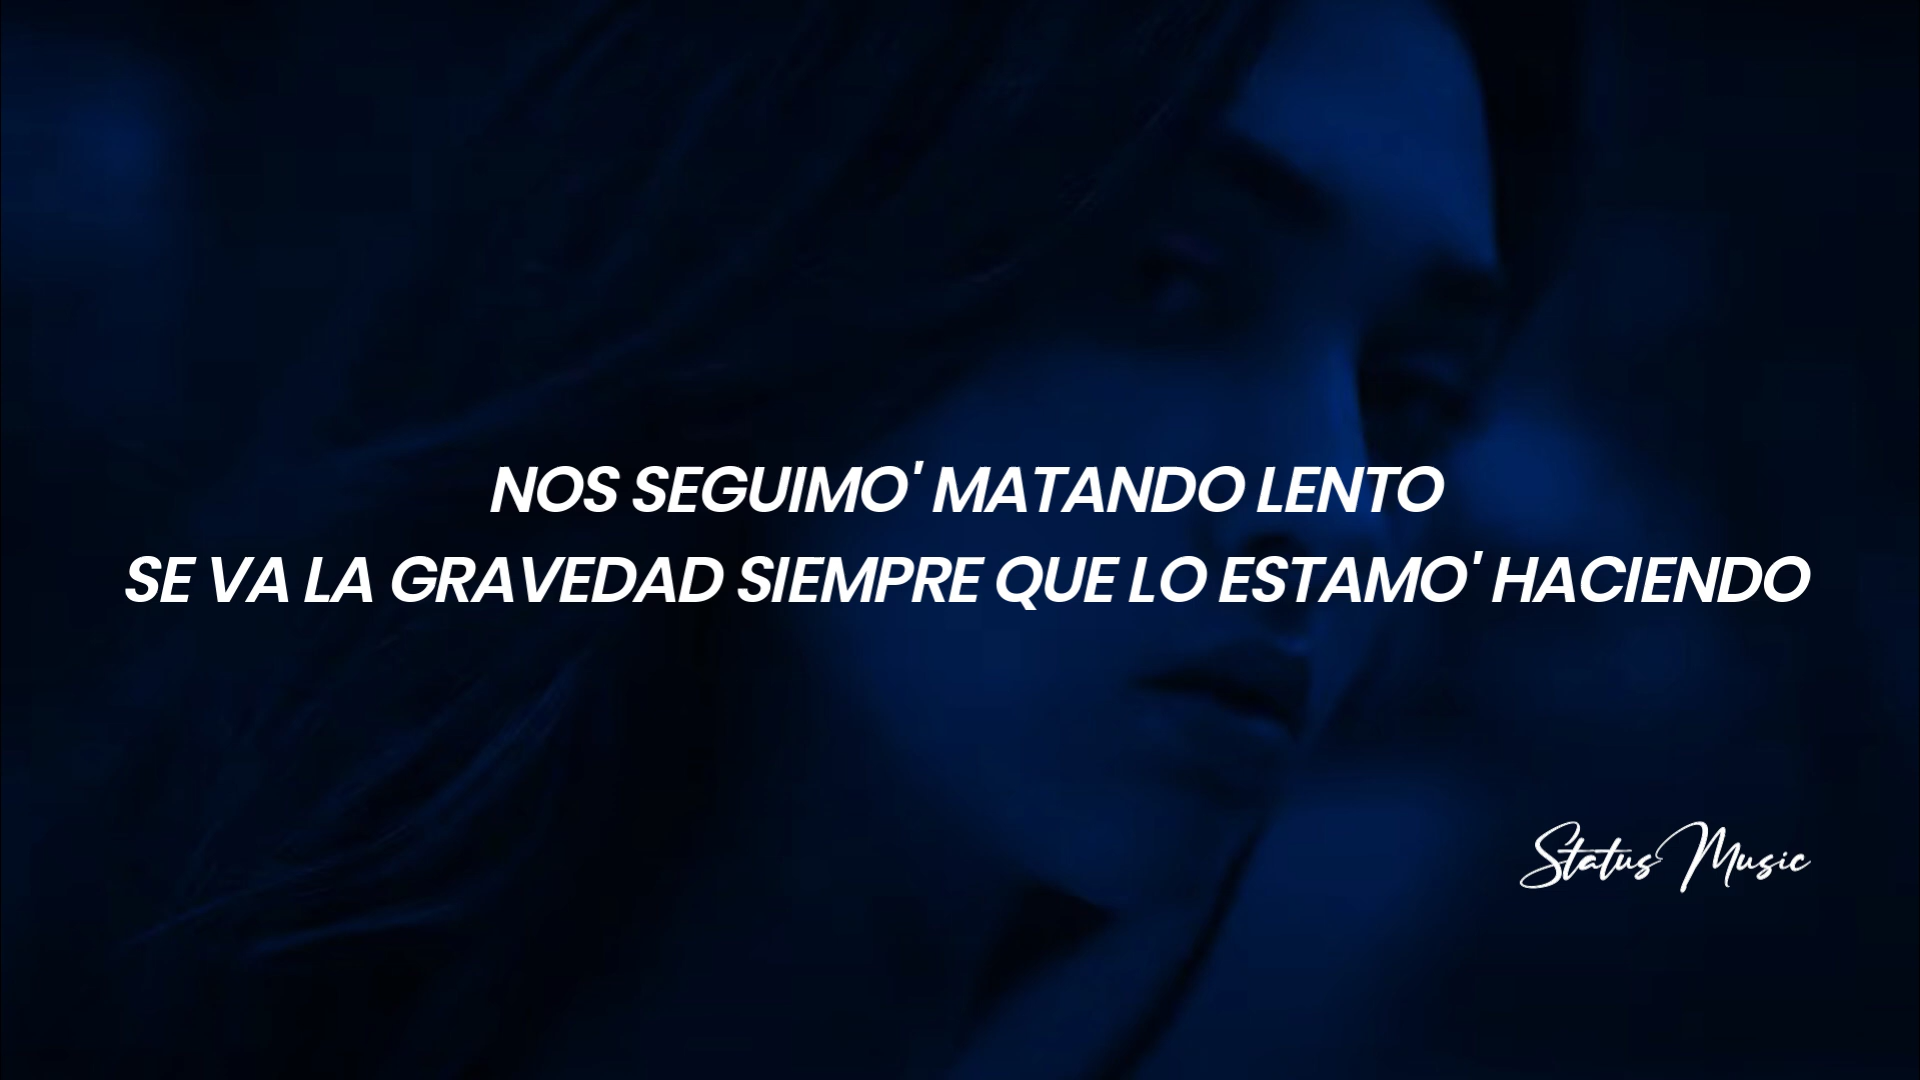 NOS SEGUIMO' MATANDO LENTO
SE VA LA GRAVEDAD SIEMPRE QUE LO ESTAMO' HACIENDO
Status Music